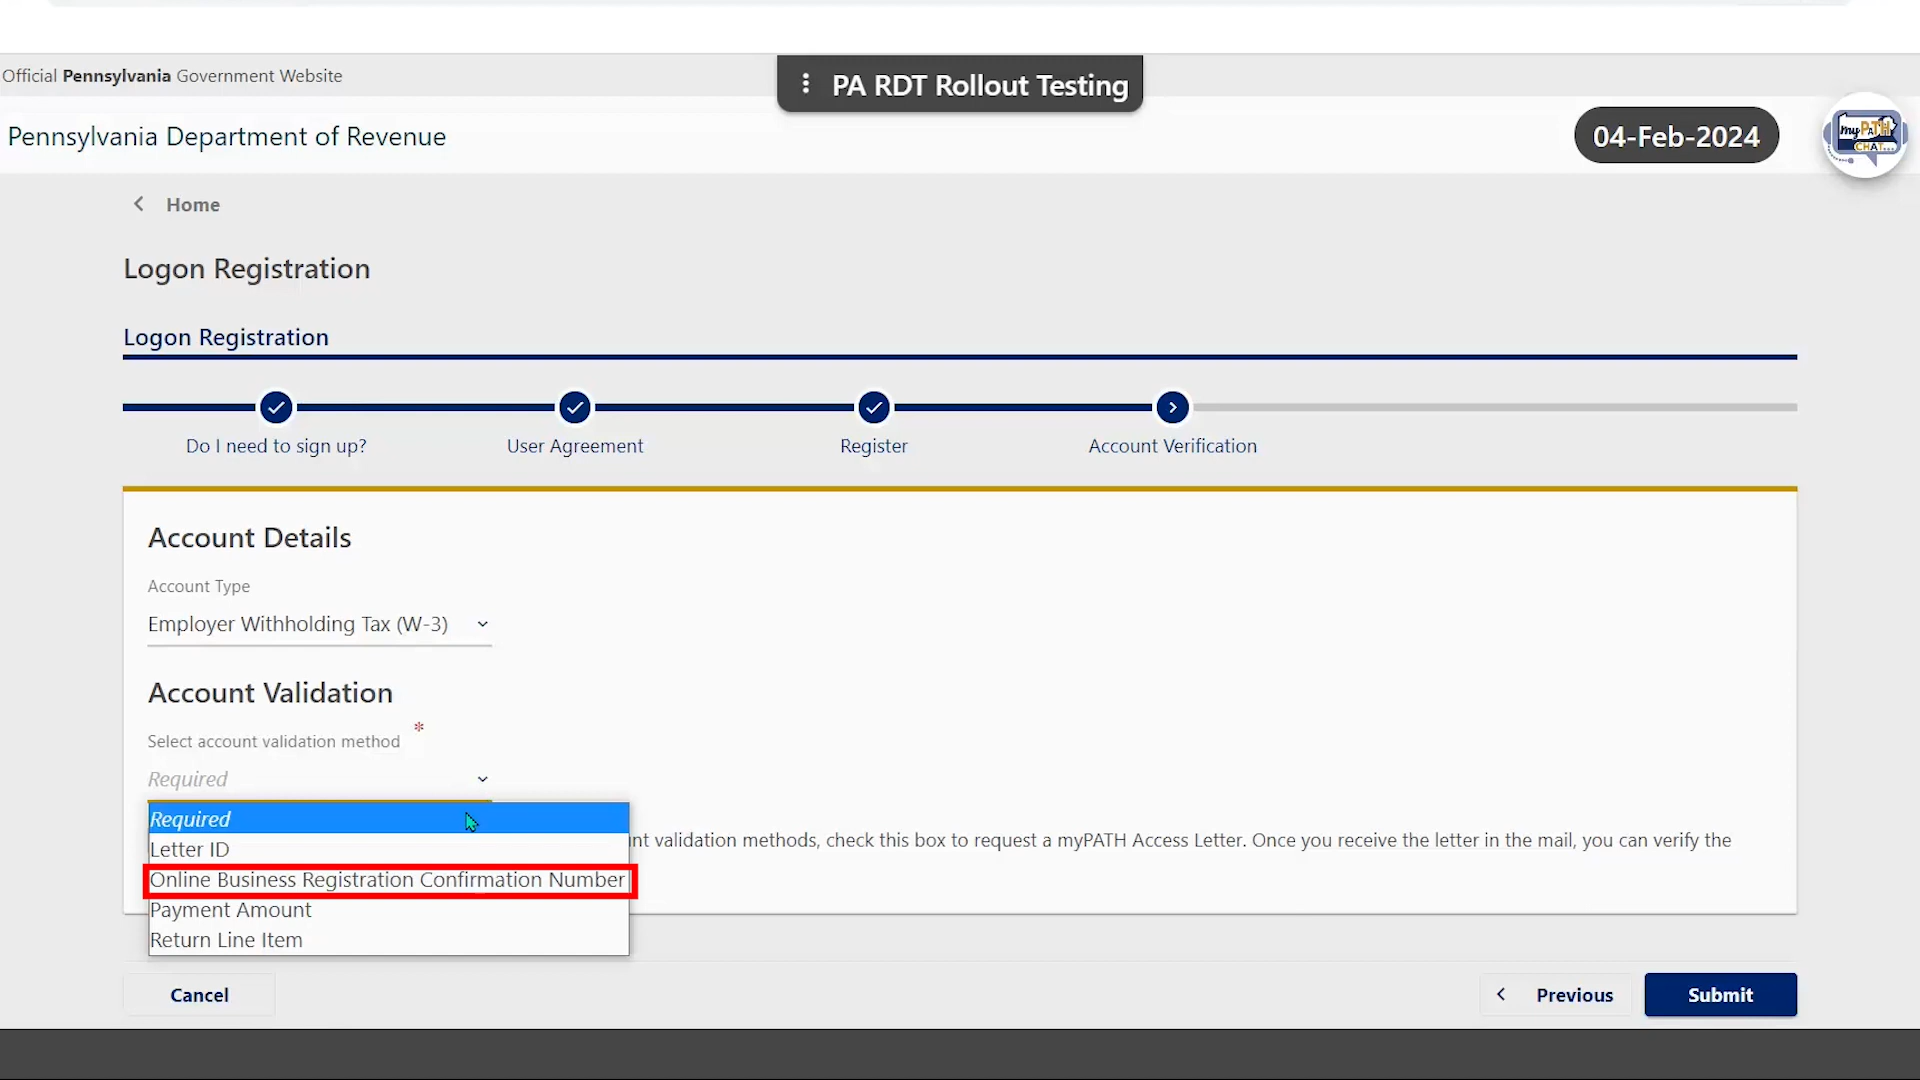 Official Pennsylvania Government Website
PA RDT Rollout Testing
Pennsylvania Department of Revenue
04-Feb-2024
myPATH
CHAT...
Home
Logon Registration
Logon Registration
Do I need to sign up?
User Agreement
Register
Account Verification
Account Details
Account Type
Employer Withholding Tax (W-3)
Account Validation
Select account validation method *
Required
Required
nt validation methods, check this box to request a myPATH Access Letter. Once you receive the letter in the mail, you can verify the
Letter ID
Online Business Registration Confirmation Number
Payment Amount
Return Line Item
Cancel
Previous
Submit